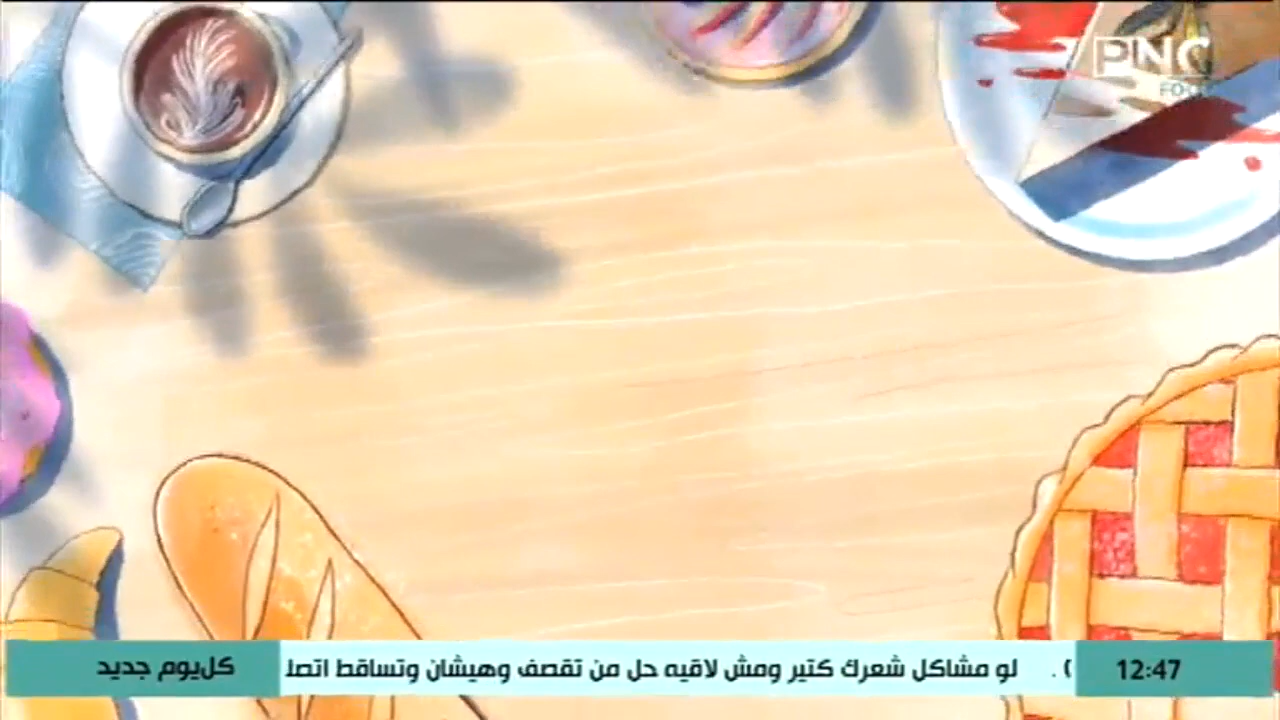 PNC
FOOD
12:47
. لو مشاكل شعرك كتير ومش لاقيه حل من تقصف وهيشان وتساقط اتصل
كل يوم جديد